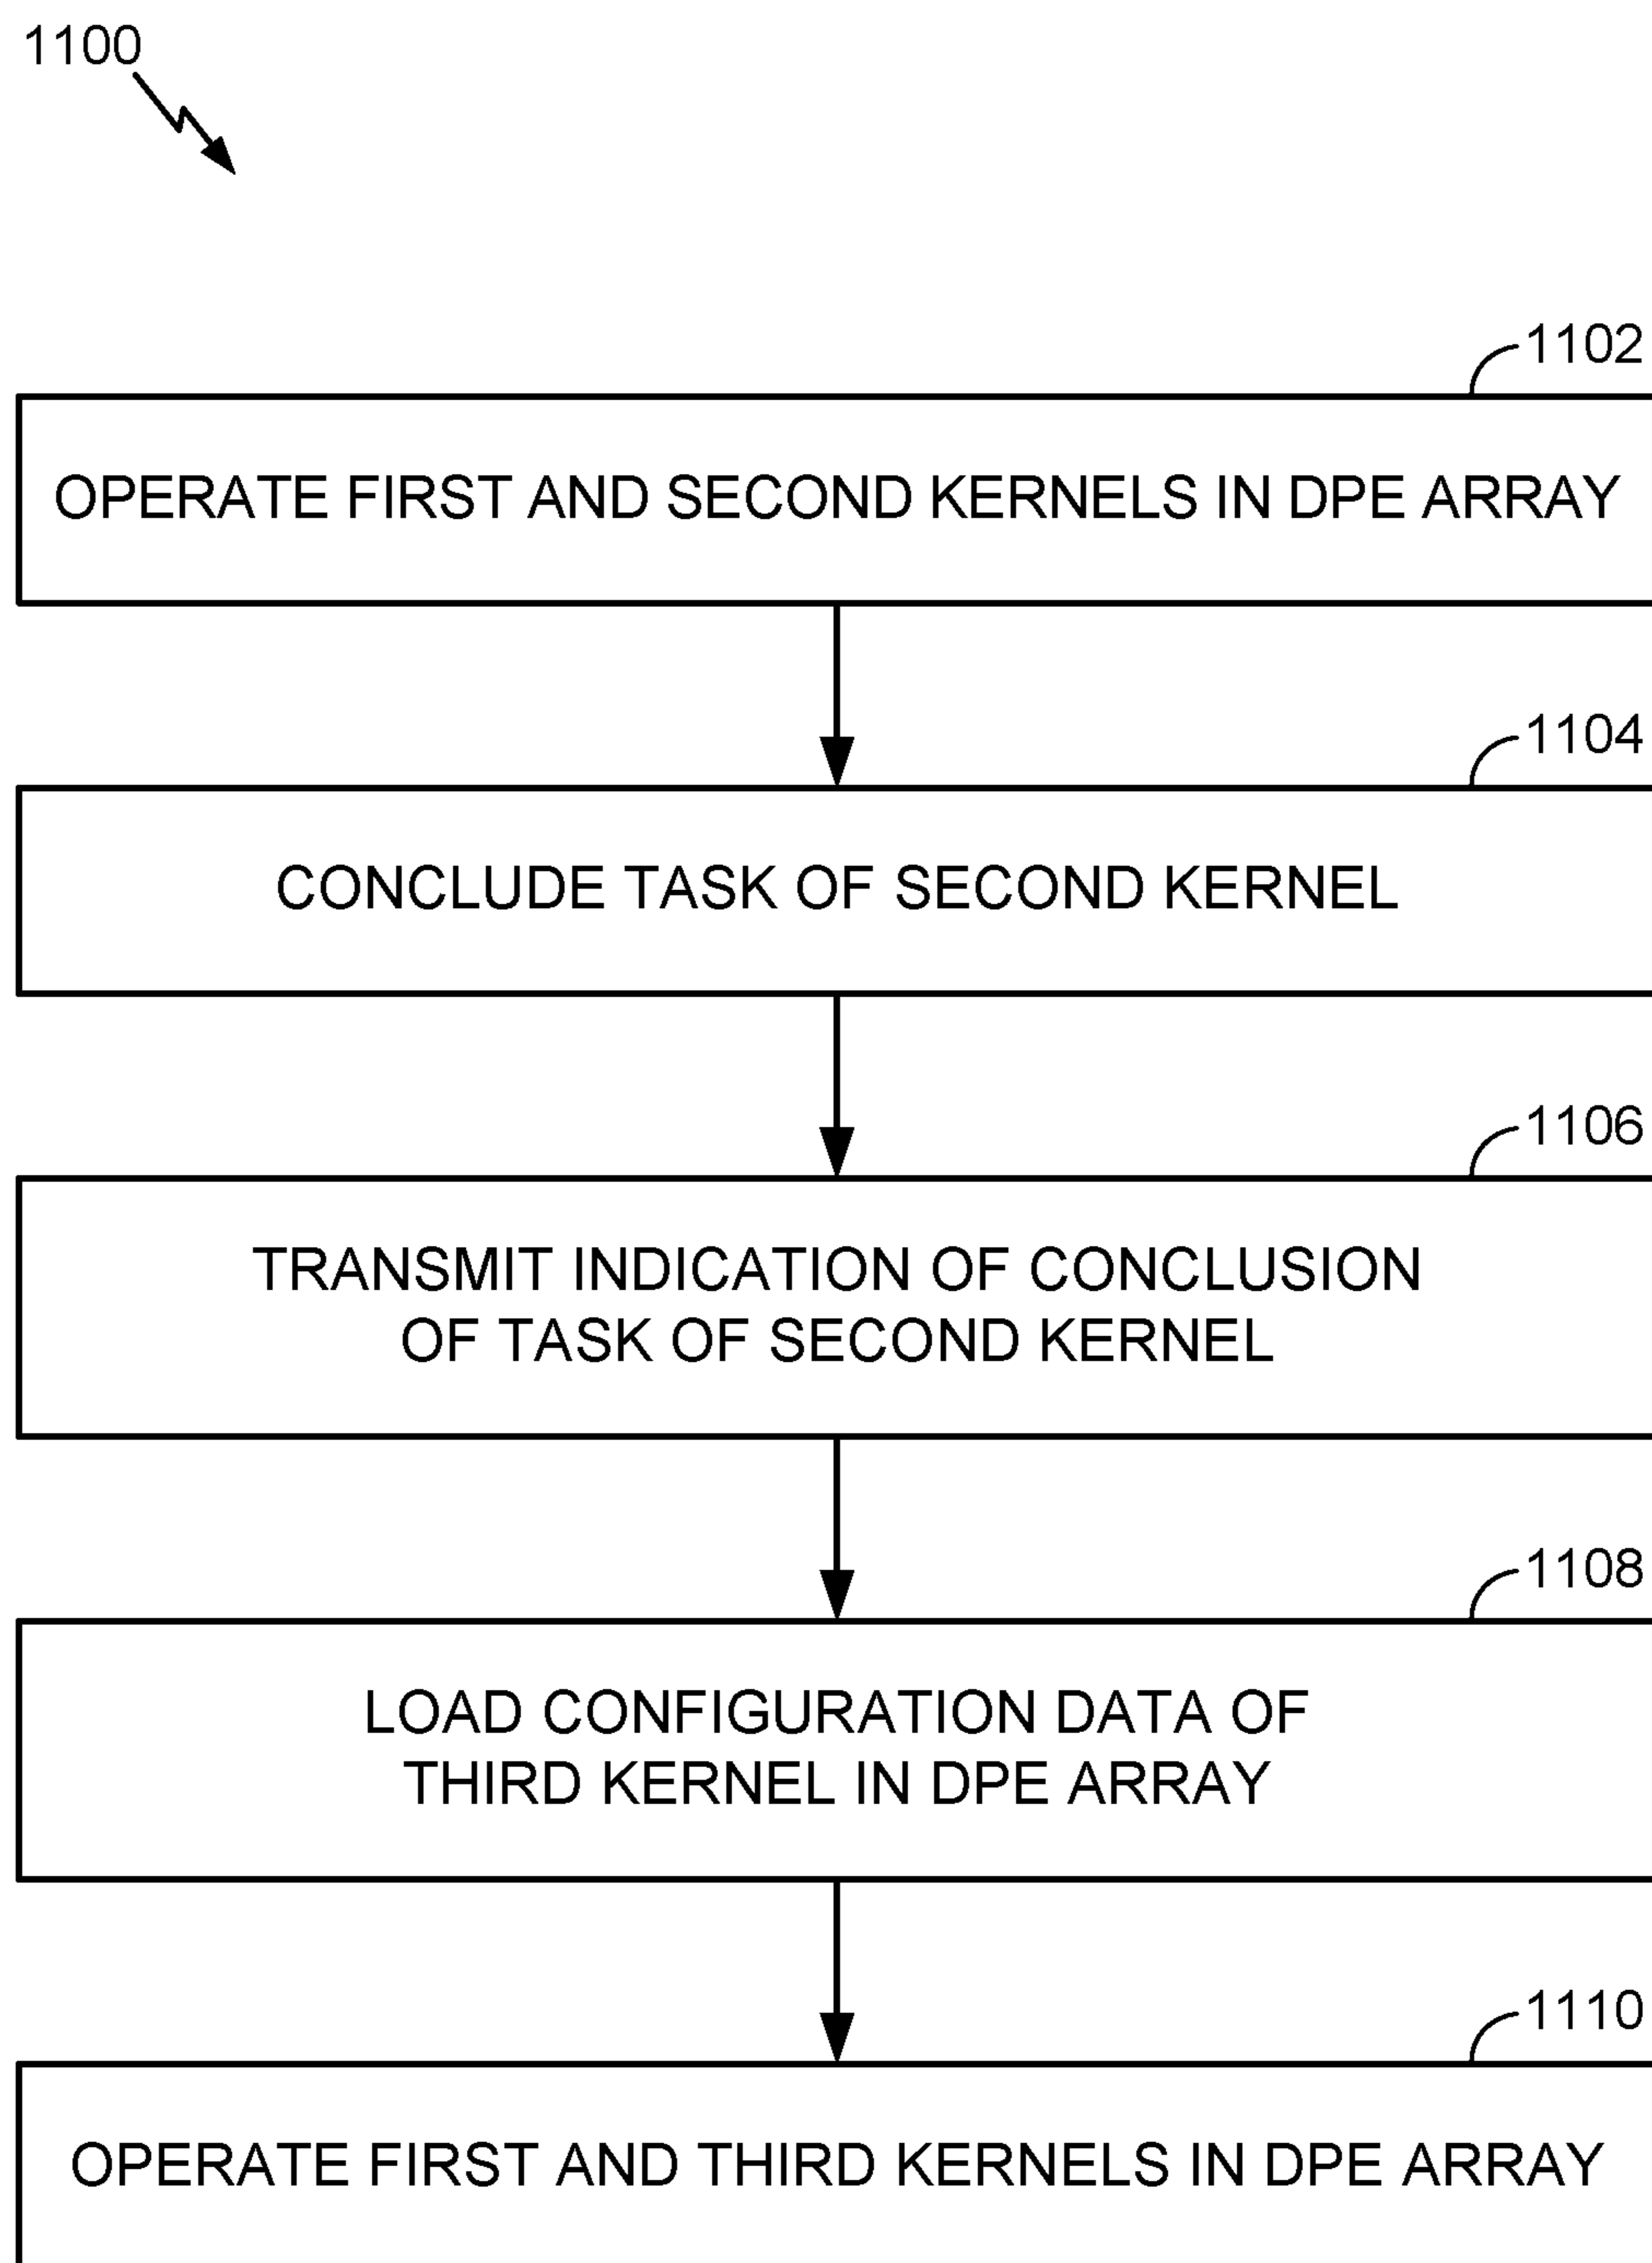 1100
1102
OPERATE FIRST AND SECOND KERNELS IN DPE ARRAY
1104
CONCLUDE TASK OF SECOND KERNEL
1106
TRANSMIT INDICATION OF CONCLUSION
OF TASK OF SECOND KERNEL
1108
LOAD CONFIGURATION DATA OF
THIRD KERNEL IN DPE ARRAY
1110
OPERATE FIRST AND THIRD KERNELS IN DPE ARRAY